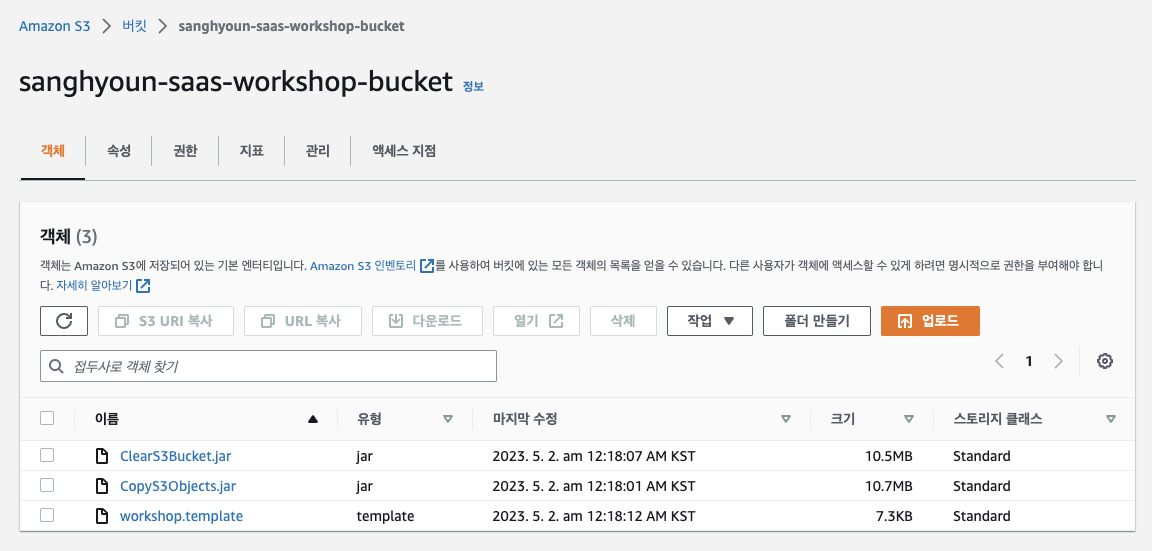 Amazon S3 > 버킷 > sanghyoun-saas-workshop-bucket
sanghyoun-saas-workshop-bucket 정보
객체 속성 권한 지표 관리 액세스 지점
객체 (3)
객체는 Amazon S3에 저장되어 있는 기본 엔터티입니다. Amazon S3 인벤토리를 사용하여 버킷에 있는 모든 객체의 목록을 얻을 수 있습니다. 다른 사용자가 객체에 액세스할 수 있게 하려면 명시적으로 권한을 부여해야 합니
다. 자세히 알아보기
S3 URI 복사 URL 복사 다운로드 열기 삭제 작업 폴더 만들기 업로드
접두사로 객체 찾기 1
이름 유형 마지막 수정 크기 스토리지 클래스
ClearS3Bucket.jar jar 2023. 5. 2. am 12:18:07 AM KST 10.5MB Standard
CopyS3Objects.jar jar 2023. 5. 2. am 12:18:01 AM KST 10.7MB Standard
workshop.template template 2023. 5. 2. am 12:18:12 AM KST 7.3KB Standard